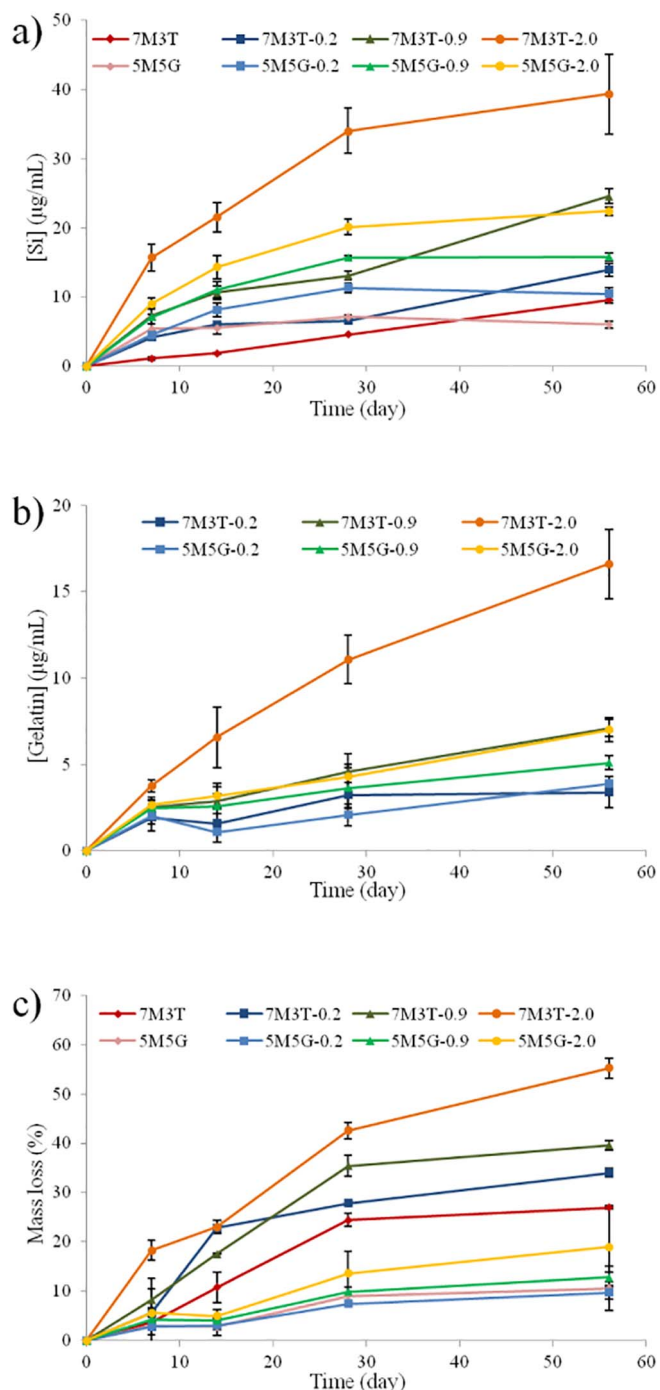 a)
7M3T 7M3T-0.2 7M3T-0.9 7M3T-2.0
5M5G 5M5G-0.2 5M5G-0.9 5M5G-2.0
50
40
30
20
10
0
[Si] (µg/mL)
0 10 20 30 40 50 60
Time (day)
b)
20
7M3T-0.2 7M3T-0.9 7M3T-2.0
5M5G-0.2 5M5G-0.9 5M5G-2.0
15
10
5
0
[Gelatin] (µg/mL)
0 10 20 30 40 50 60
Time (day)
c)
70
7M3T 7M3T-0.2 7M3T-0.9 7M3T-2.0
5M5G 5M5G-0.2 5M5G-0.9 5M5G-2.0
60
50
40
30
20
10
0
Mass loss (%)
0 10 20 30 40 50 60
Time (day)